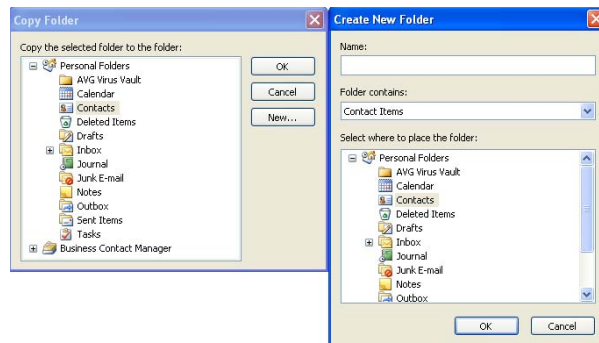 Copy Folder
Copy the selected folder to the folder:
Personal Folders
AVG Virus Vault
Calendar
Contacts
Deleted Items
Drafts
Inbox
Journal
Junk E-mail
Notes
Outbox
Sent Items
Tasks
Business Contact Manager
OK
Cancel
New...
Create New Folder
Name:
Folder contains:
Contact Items
Select where to place the folder:
Personal Folders
AVG Virus Vault
Calendar
Contacts
Deleted Items
Drafts
Inbox
Journal
Junk E-mail
Notes
Outbox
OK
Cancel